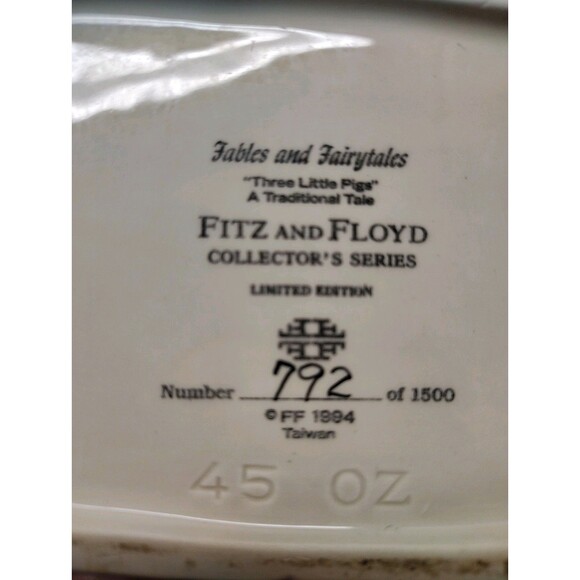 Fables and Fairytales
"Three Little Pigs"
A Traditional Tale
FITZ AND FLOYD
COLLECTOR'S SERIES
LIMITED EDITION
Number 792 of 1500
© FF 1994
Taiwan
45 OZ